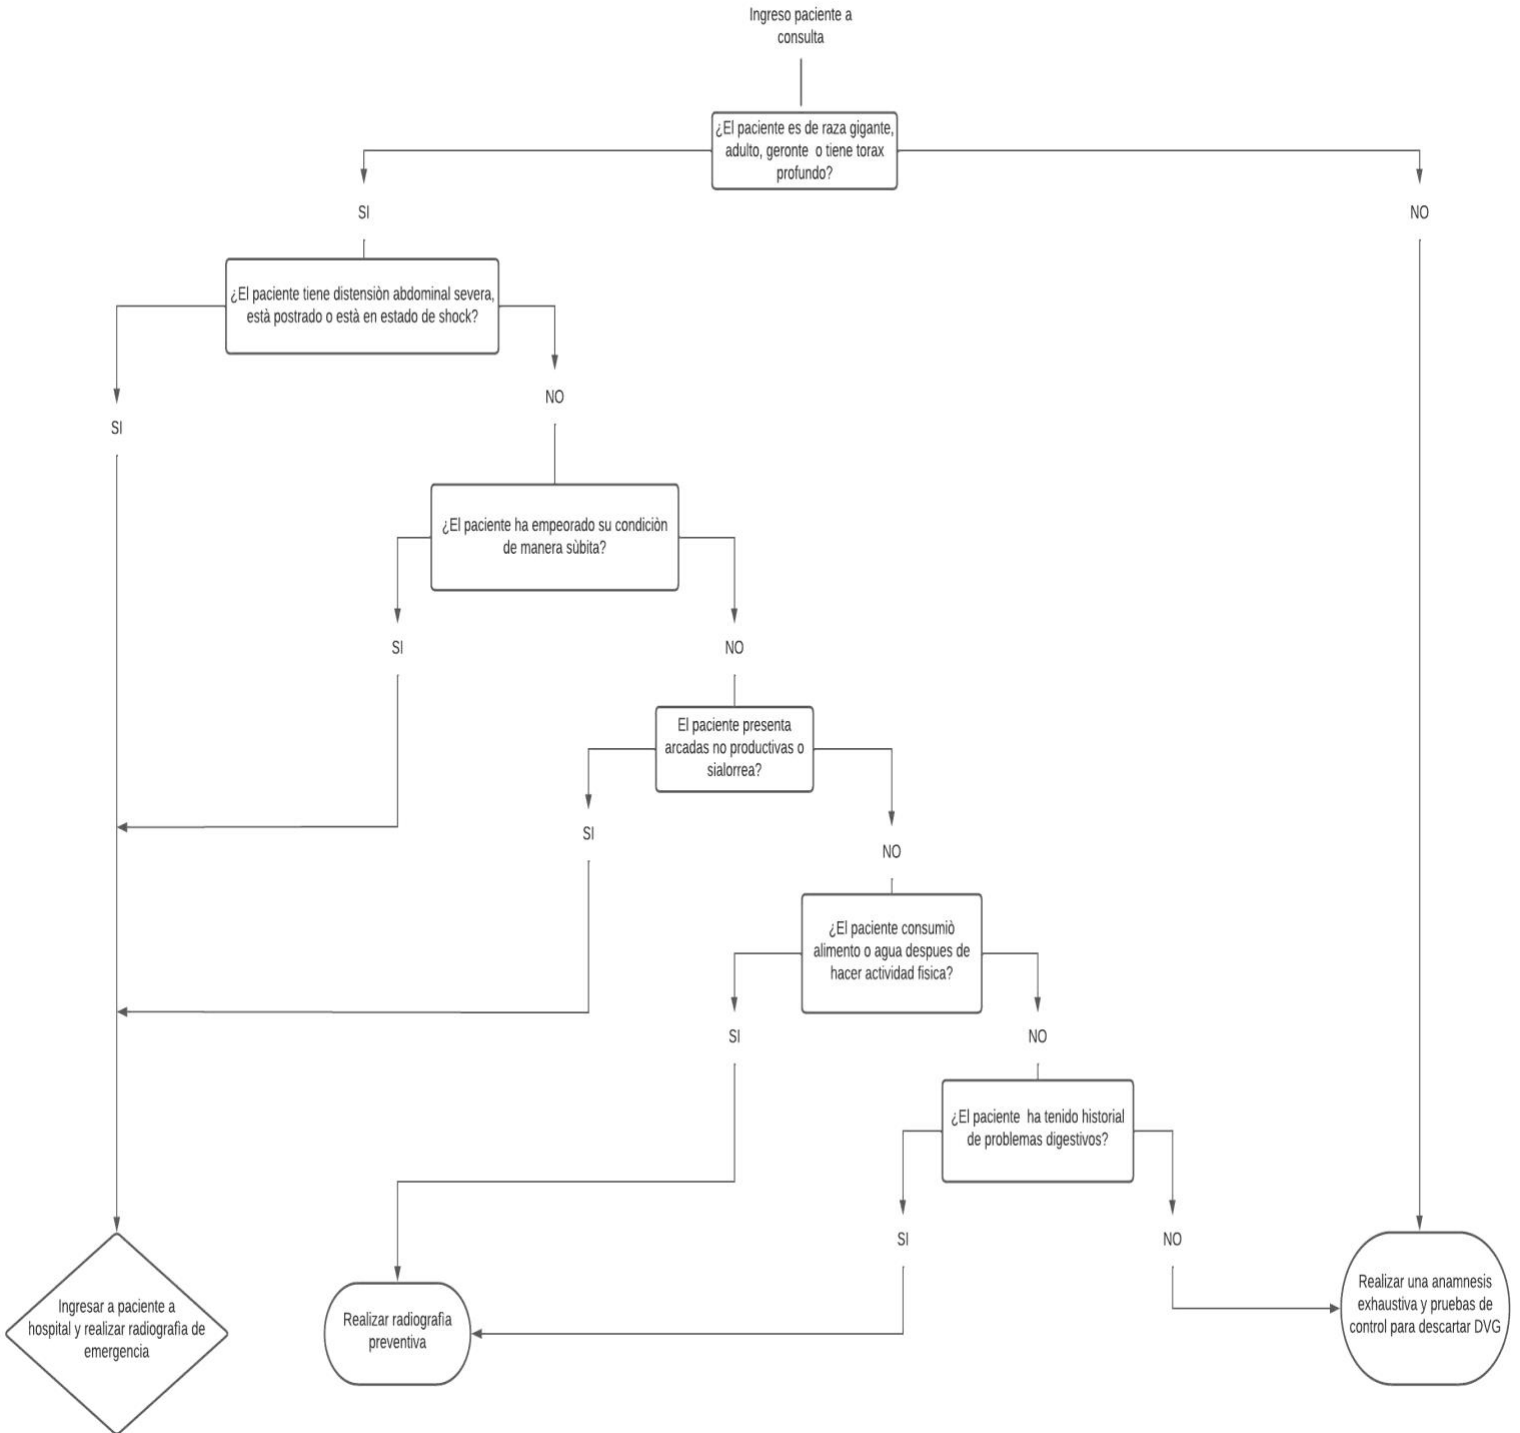 Ingreso paciente a
consulta
¿El paciente es de raza gigante,
adulto, geronte  o tiene torax
profundo?
SI
NO
¿El paciente tiene distensiòn abdominal severa,
està postrado o està en estado de shock?
SI
NO
¿El paciente ha empeorado su condiciòn
de manera sùbita?
SI
NO
El paciente presenta
arcadas no productivas o
sialorrea?
SI
NO
¿El paciente consumiò
alimento o agua despues de
hacer actividad fisica?
SI
NO
¿El paciente  ha tenido historial
de problemas digestivos?
SI
NO
Ingresar a paciente a
hospital y realizar radiografìa de
emergencia
Realizar radiografìa
preventiva
Realizar una anamnesis
exhaustiva y pruebas de
control para descartar DVG